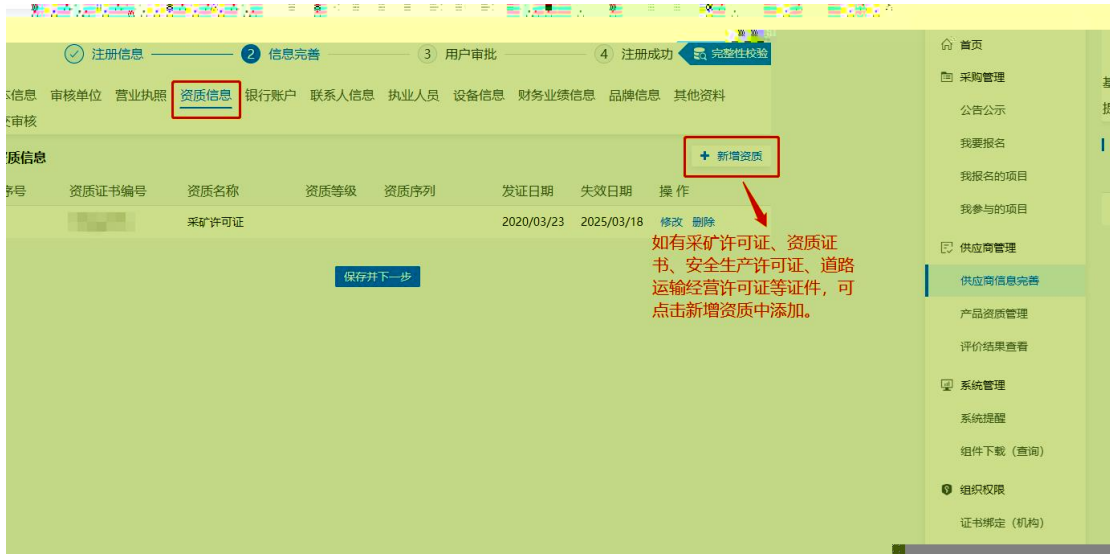 注册信息
2 信息完善
3 用户审批
4 注册成功
完整性校验
本信息 审核单位 营业执照 资质信息 银行账户 联系人信息 执业人员 设备信息 财务业绩信息 品牌信息 其他资料
交审核
资质信息
+ 新增资质
序号 资质证书编号 资质名称 资质等级 资质序列 发证日期 失效日期 操作
采矿许可证 2020/03/23 2025/03/18 修改 删除
保存并下一步
如有采矿许可证、资质证
书、安全生产许可证、道路
运输经营许可证等证件，可
点击新增资质中添加。
首页
采购管理
公告公示
我要报名
我报名的项目
我参与的项目
供应商管理
供应商信息完善
产品资质管理
评价结果查看
系统管理
系统提醒
组件下载（查询）
组织权限
证书绑定（机构）